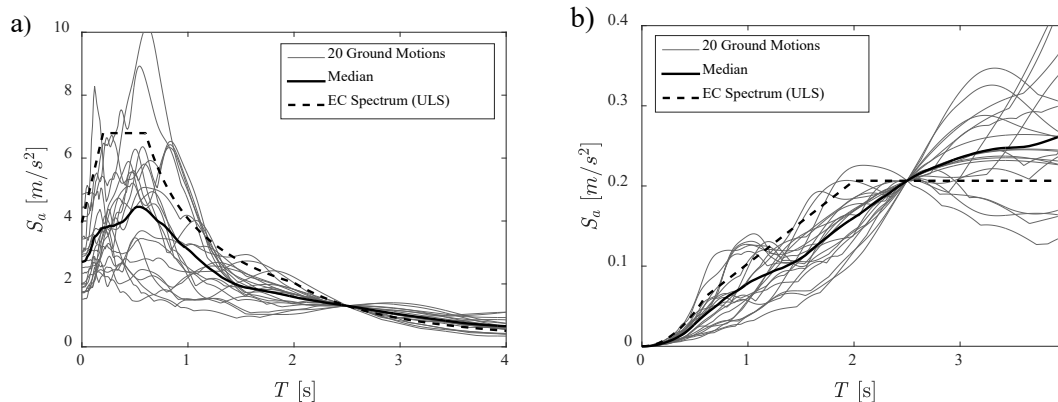 a)
10
8
6
4
2
0
S_a [m/s²]
20 Ground Motions
Median
EC Spectrum (ULS)
0
1
2
3
4
T [s]
b)
0.4
0.3
0.2
0.1
0
S_a [m/s²]
20 Ground Motions
Median
EC Spectrum (ULS)
0
1
2
3
T [s]